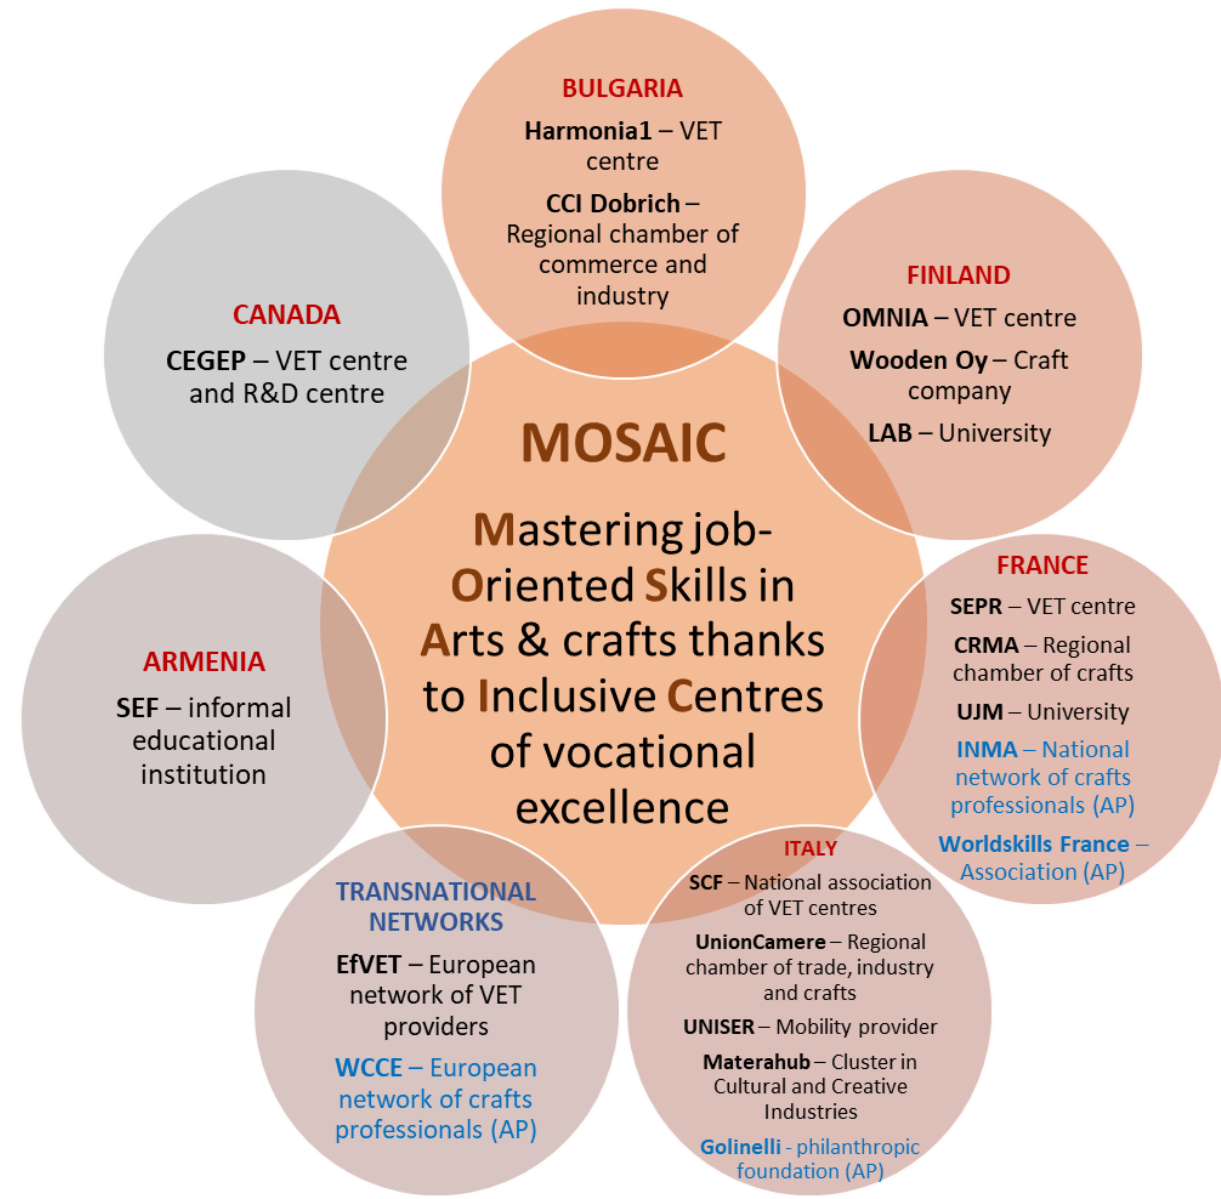 BULGARIA
Harmonia1 – VET
centre
CCI Dobrich –
Regional chamber of
commerce and
industry
FINLAND
OMNIA – VET centre
Wooden Oy – Craft
company
LAB – University
FRANCE
SEPR – VET centre
CRMA – Regional
chamber of crafts
UJM – University
INMA – National
network of crafts
professionals (AP)
Worldskills France –
Association (AP)
ITALY
SCF – National association
of VET centres
UnionCamere – Regional
chamber of trade, industry
and crafts
UNISER – Mobility provider
Materahub – Cluster in
Cultural and Creative
Industries
Golinelli - philanthropic
foundation (AP)
TRANSNATIONAL
NETWORKS
EfVET – European
network of VET
providers
WCCE – European
network of crafts
professionals (AP)
ARMENIA
SEF – informal
educational
institution
CANADA
CEGEP – VET centre
and R&D centre
MOSAIC
Mastering job-
Oriented Skills in
Arts & crafts thanks
to Inclusive Centres
of vocational
excellence